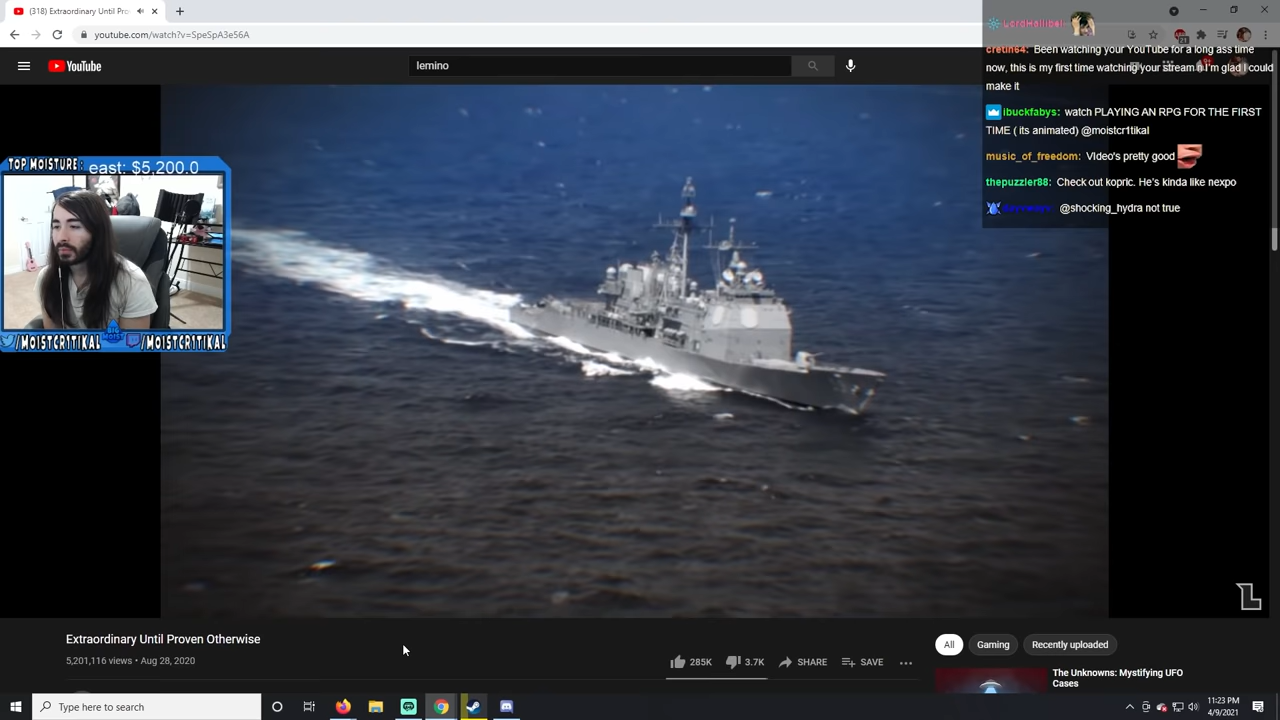 (318) Extraordinary Until Pro
youtube.com/watch?v=SpeSpA3e56A
YouTube
lemino
21
9+
cretin64: Been watching your YouTube for a long ass time
now, this is my first time watching your stream & I'm glad I could
make it
ibuckfabys: watch PLAYING AN RPG FOR THE FIRST
TIME ( its animated) @moistcr1tikal
music_of_freedom: VIdeo's pretty good
thepuzzler88: Check out kopric. He's kinda like nexpo
@shocking_hydra not true
TOP MOISTURE:
east: $5,200.0
BIG
MOIST
/MOISTCR1TIKAL
/MOISTCR1TIKAL
Extraordinary Until Proven Otherwise
5,201,116 views • Aug 28, 2020
285K
3.7K
SHARE
SAVE
All
Gaming
Recently uploaded
The Unknowns: Mystifying UFO
Cases
Type here to search
11:23 PM
4/9/2021